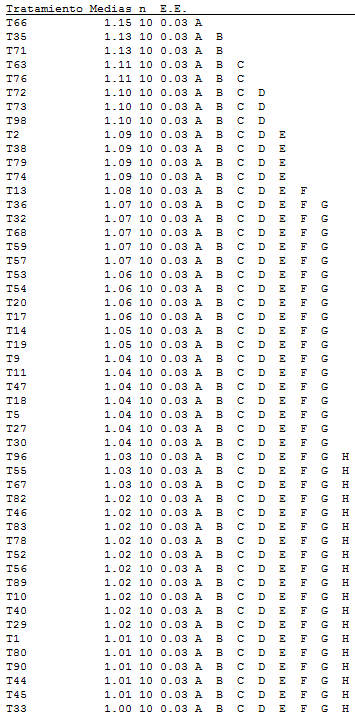 Tratamiento Medias n  E.E.
T66 1.15 10 0.03 A
T35 1.13 10 0.03 A B
T71 1.13 10 0.03 A B
T63 1.11 10 0.03 A B C
T76 1.11 10 0.03 A B C
T72 1.10 10 0.03 A B C D
T73 1.10 10 0.03 A B C D
T98 1.10 10 0.03 A B C D
T2 1.09 10 0.03 A B C D E
T38 1.09 10 0.03 A B C D E
T79 1.09 10 0.03 A B C D E
T74 1.09 10 0.03 A B C D E
T13 1.08 10 0.03 A B C D E F
T36 1.07 10 0.03 A B C D E F G
T32 1.07 10 0.03 A B C D E F G
T68 1.07 10 0.03 A B C D E F G
T59 1.07 10 0.03 A B C D E F G
T57 1.07 10 0.03 A B C D E F G
T53 1.06 10 0.03 A B C D E F G
T54 1.06 10 0.03 A B C D E F G
T20 1.06 10 0.03 A B C D E F G
T17 1.06 10 0.03 A B C D E F G
T14 1.05 10 0.03 A B C D E F G
T19 1.05 10 0.03 A B C D E F G
T9 1.04 10 0.03 A B C D E F G
T11 1.04 10 0.03 A B C D E F G
T47 1.04 10 0.03 A B C D E F G
T18 1.04 10 0.03 A B C D E F G
T5 1.04 10 0.03 A B C D E F G
T27 1.04 10 0.03 A B C D E F G
T30 1.04 10 0.03 A B C D E F G
T96 1.03 10 0.03 A B C D E F G H
T55 1.03 10 0.03 A B C D E F G H
T67 1.03 10 0.03 A B C D E F G H
T82 1.02 10 0.03 A B C D E F G H
T46 1.02 10 0.03 A B C D E F G H
T83 1.02 10 0.03 A B C D E F G H
T78 1.02 10 0.03 A B C D E F G H
T52 1.02 10 0.03 A B C D E F G H
T56 1.02 10 0.03 A B C D E F G H
T89 1.02 10 0.03 A B C D E F G H
T10 1.02 10 0.03 A B C D E F G H
T40 1.02 10 0.03 A B C D E F G H
T29 1.02 10 0.03 A B C D E F G H
T1 1.01 10 0.03 A B C D E F G H
T80 1.01 10 0.03 A B C D E F G H
T90 1.01 10 0.03 A B C D E F G H
T44 1.01 10 0.03 A B C D E F G H
T45 1.01 10 0.03 A B C D E F G H
T33 1.00 10 0.03 A B C D E F G H